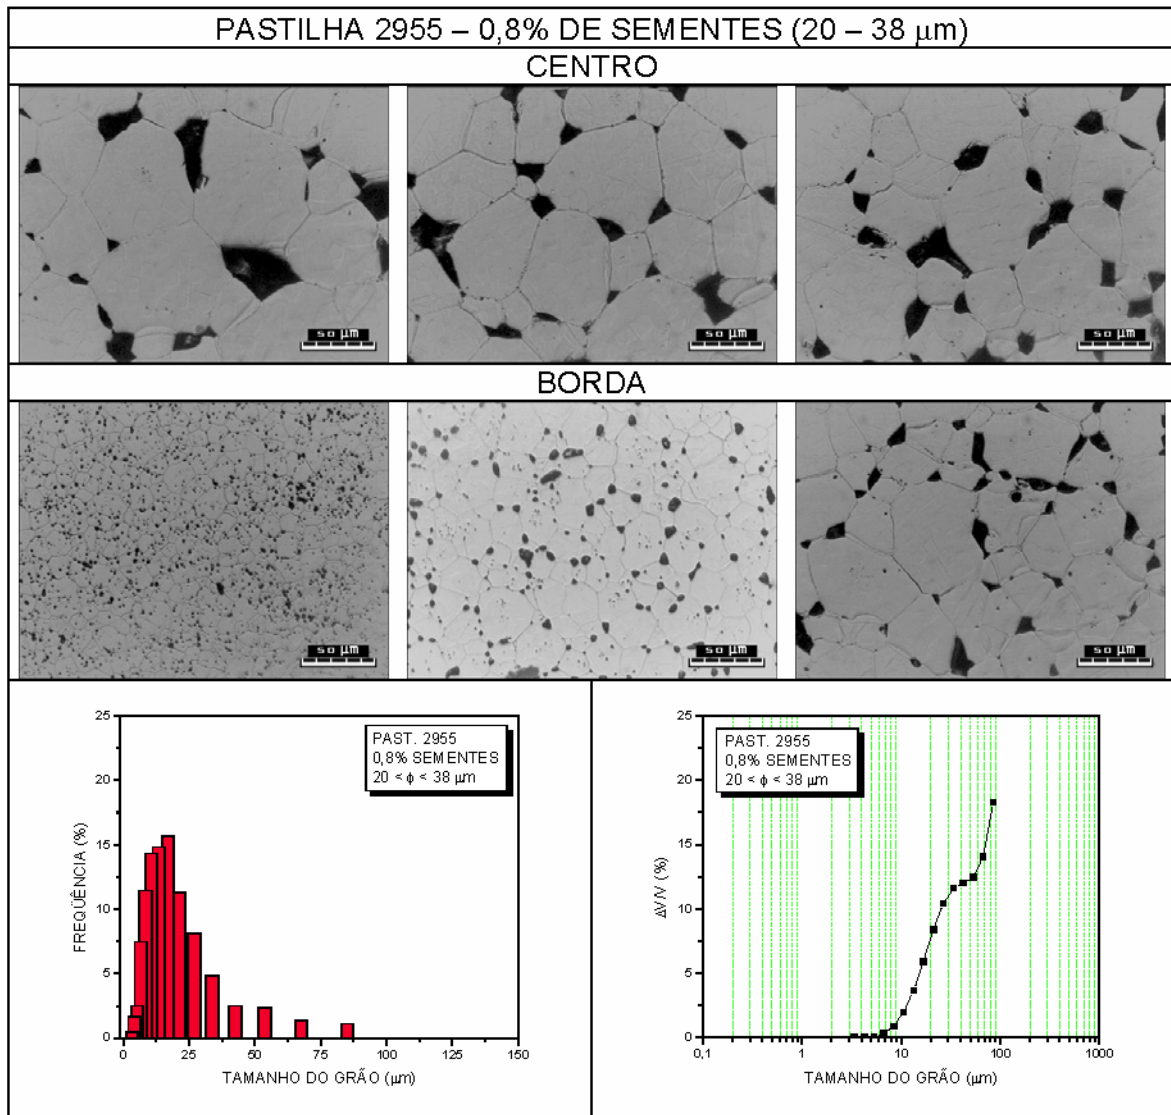 PASTILHA 2955 – 0,8% DE SEMENTES (20 – 38 µm)
CENTRO
50 µm
50 µm
50 µm
BORDA
50 µm
50 µm
50 µm
25
20
15
10
5
0
FREQÜÊNCIA (%)
PAST. 2955
0,8% SEMENTES
20 < ϕ < 38 µm
0
25
50
75
100
125
150
TAMANHO DO GRÃO (µm)
25
20
15
10
5
0
ΔV/V (%)
PAST. 2955
0,8% SEMENTES
20 < ϕ < 38 µm
0,1
1
10
100
1000
TAMANHO DO GRÃO (µm)